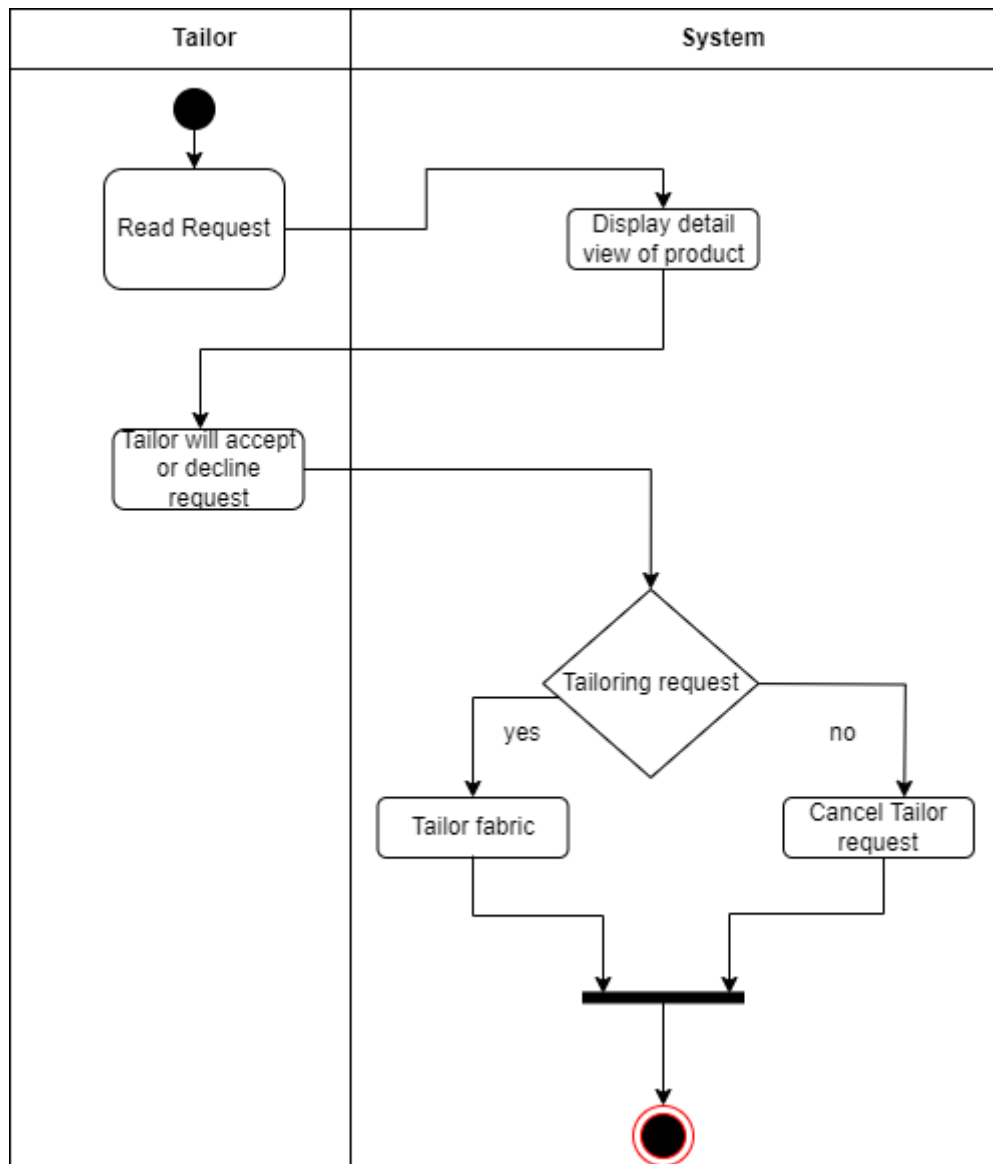 Tailor
System
Read Request
Display detail
view of product
Tailor will accept
or decline
request
Tailoring request
yes
no
Tailor fabric
Cancel Tailor
request